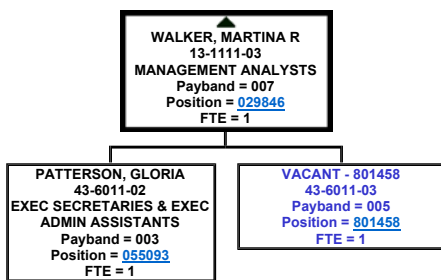 WALKER, MARTINA R
13-1111-03
MANAGEMENT ANALYSTS
Payband = 007
Position = 029846
FTE = 1
PATTERSON, GLORIA
43-6011-02
EXEC SECRETARIES & EXEC
ADMIN ASSISTANTS
Payband = 003
Position = 055093
FTE = 1
VACANT - 801458
43-6011-03
Payband = 005
Position = 801458
FTE = 1